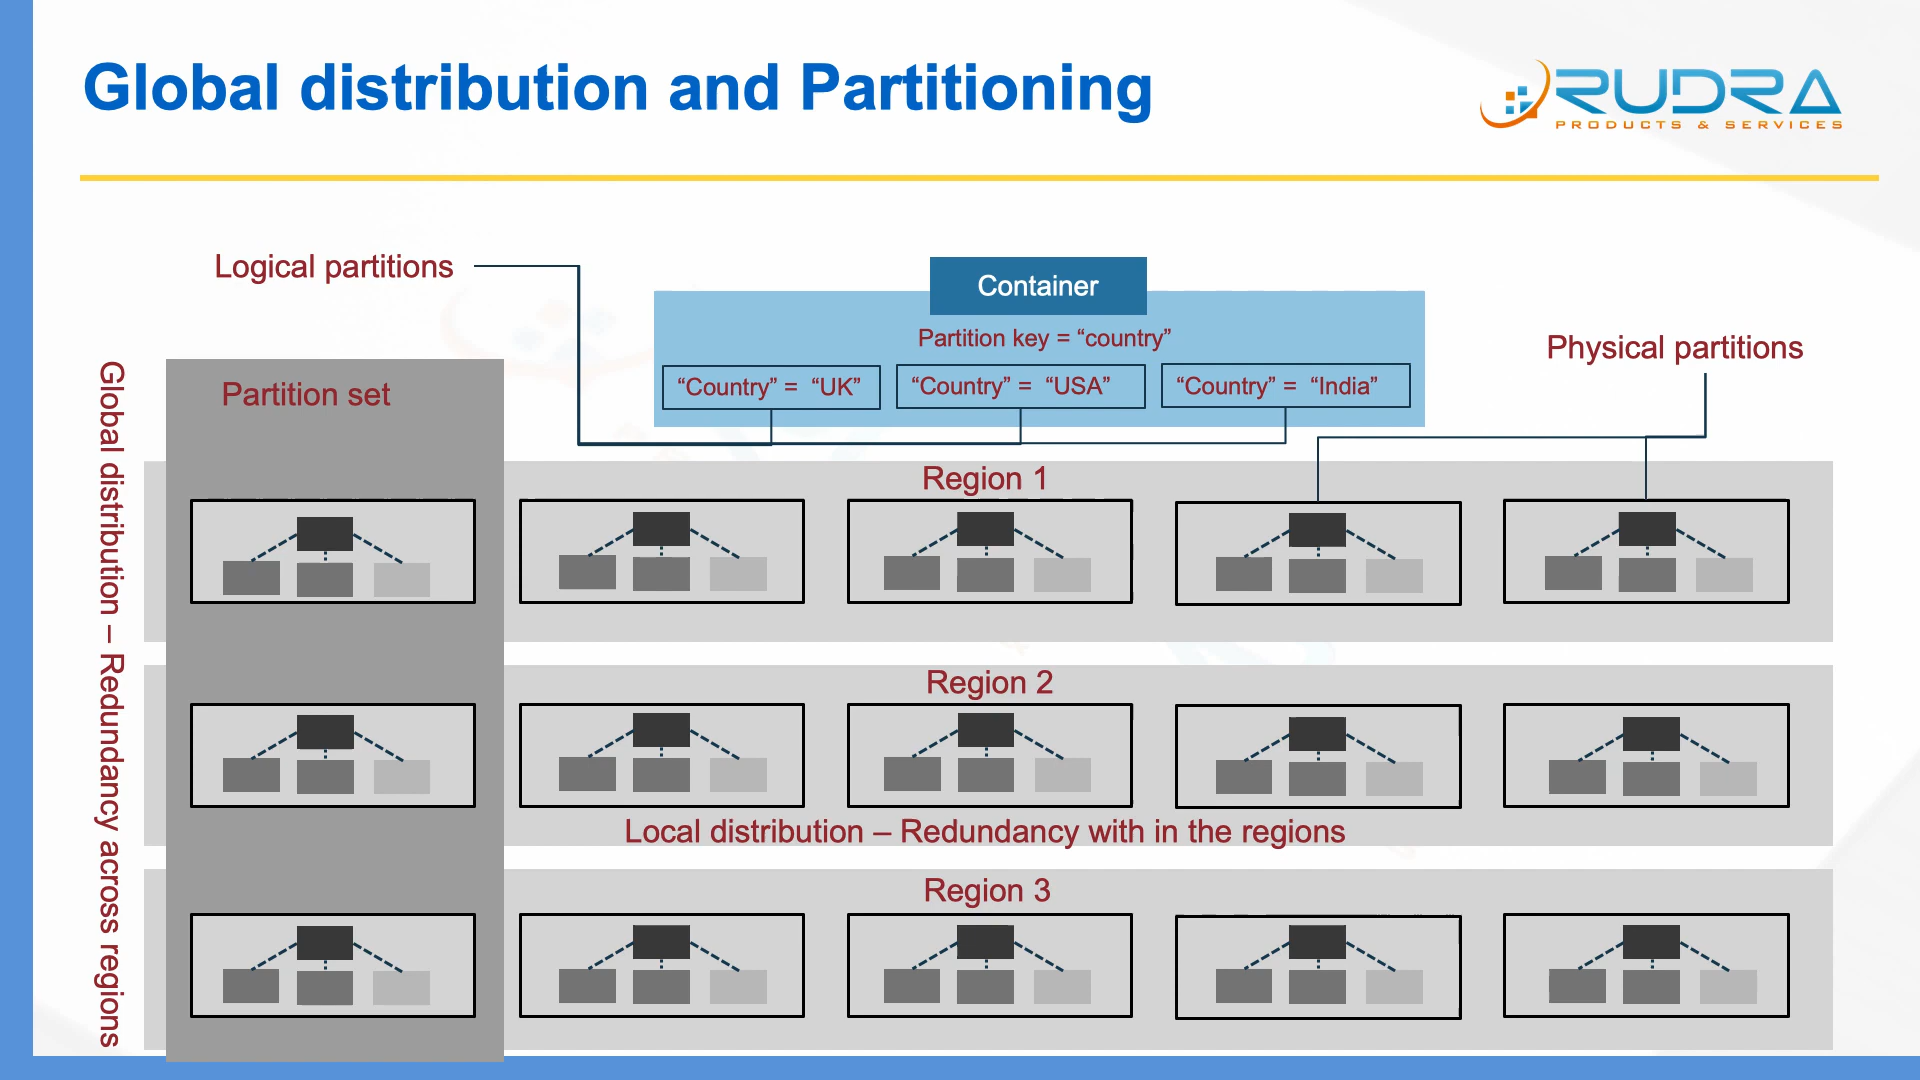 Global distribution and Partitioning
RUDRA
PRODUCTS & SERVICES
Logical partitions
Container
Partition key = “country”
Physical partitions
“Country” = “UK”
“Country” = “USA”
“Country” = “India”
Partition set
Global distribution – Redundancy across regions
Region 1
Region 2
Local distribution – Redundancy with in the regions
Region 3